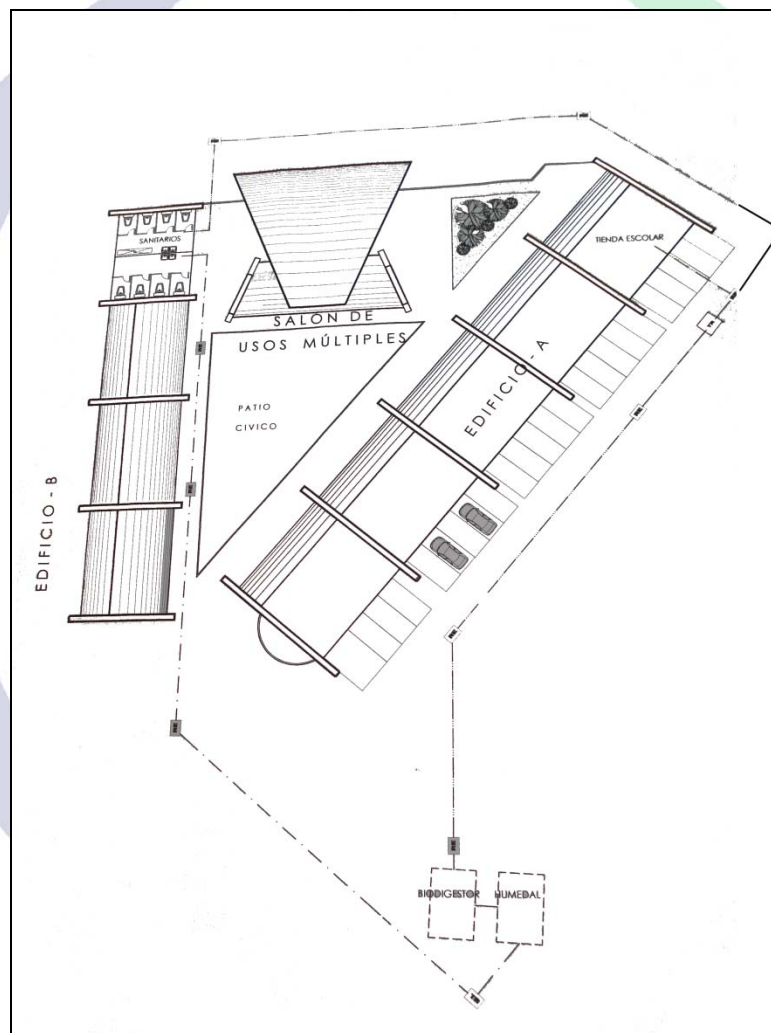 SANITARIOS
TIENDA ESCOLAR
SALON DE
USOS MÚLTIPLES
PATIO
CIVICO
EDIFICIO-A
EDIFICIO - B
BIODIGESTOR
HUMEDAL